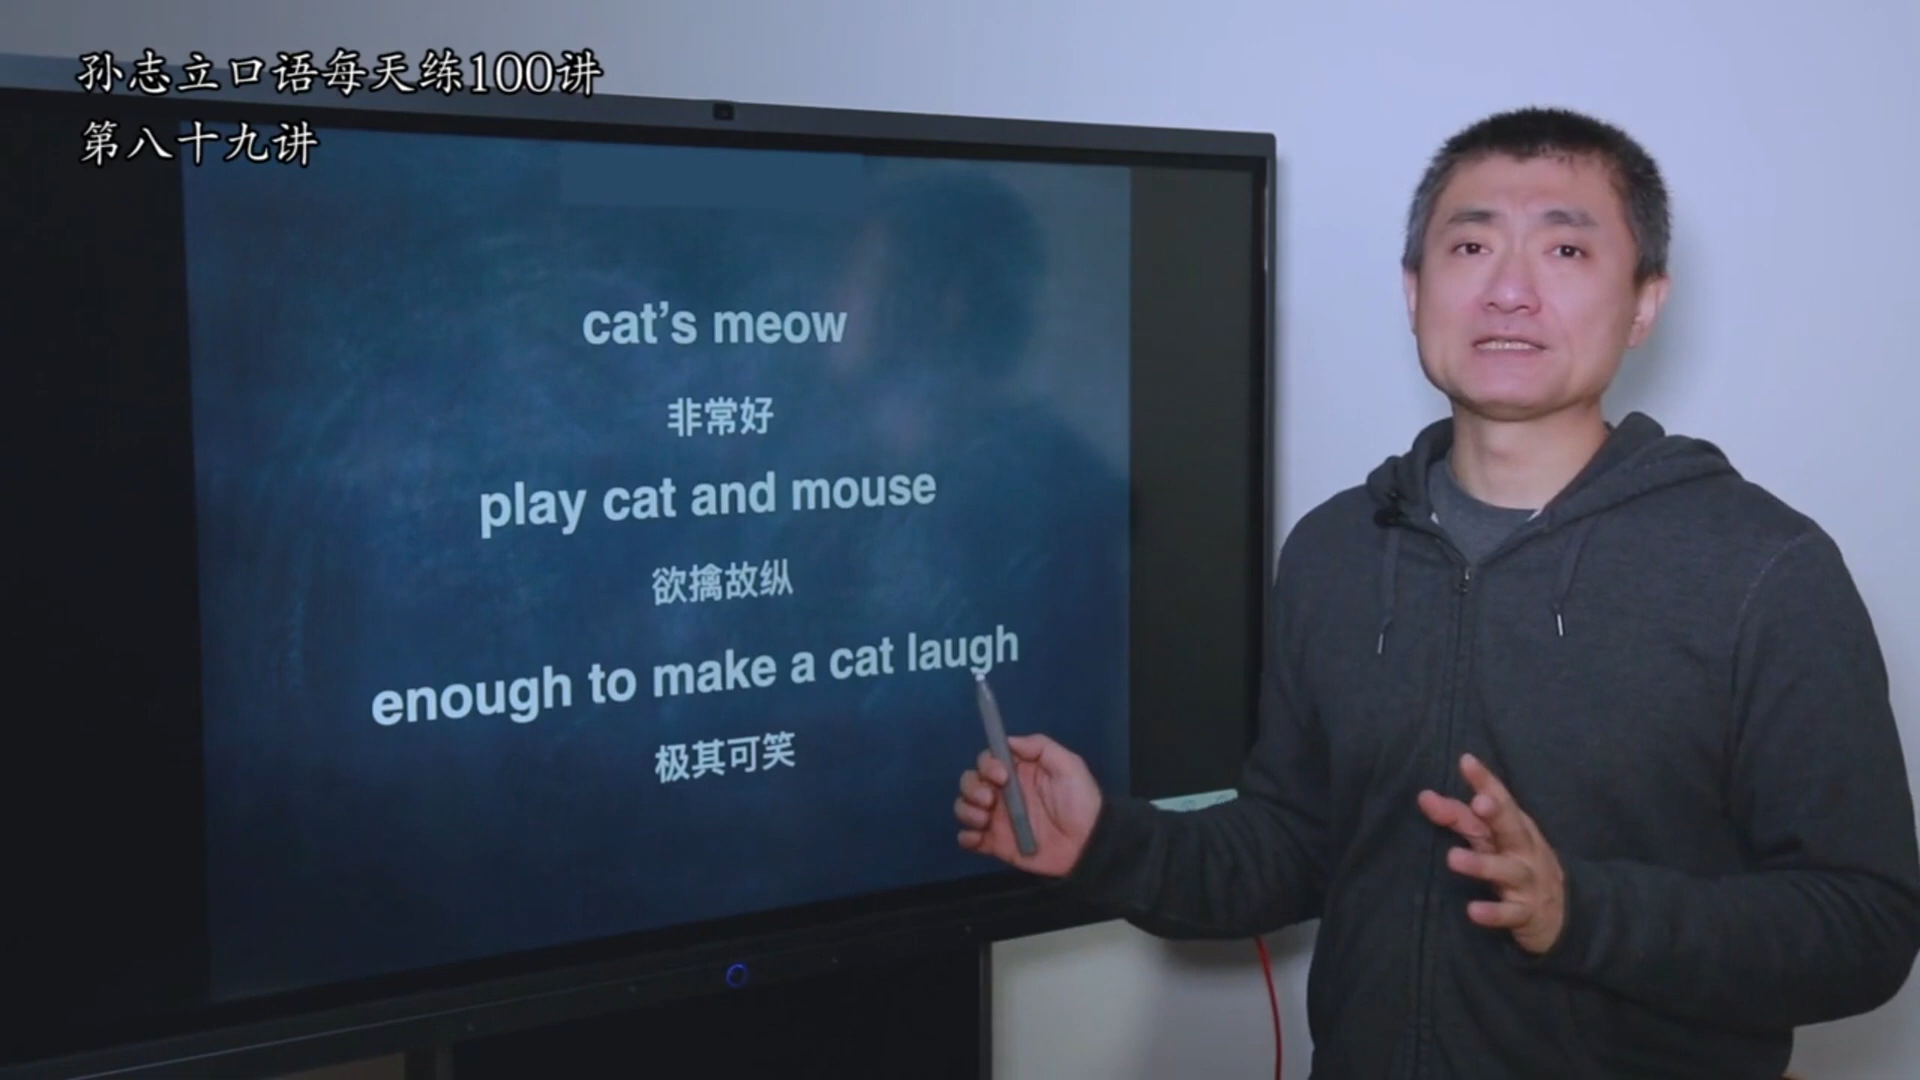 孙志立口语每天练100讲
第八十九讲
cat’s meow
非常好
play cat and mouse
欲擒故纵
enough to make a cat laugh
极其可笑